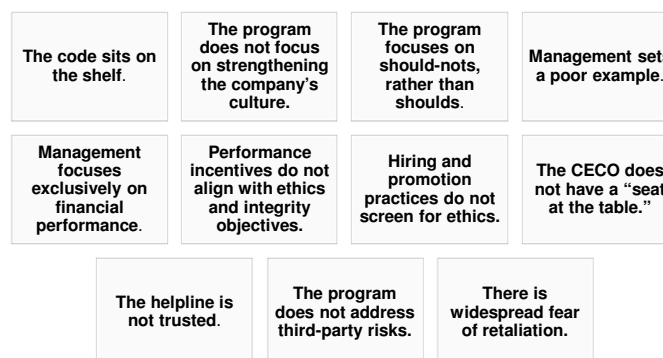 The code sits on
the shelf.
The program
does not focus
on strengthening
the company's
culture.
The program
focuses on
should-nots,
rather than
shoulds.
Management sets
a poor example.
Management
focuses
exclusively on
financial
performance.
Performance
incentives do not
align with ethics
and integrity
objectives.
Hiring and
promotion
practices do not
screen for ethics.
The CECO does
not have a “seat
at the table.”
The helpline is
not trusted.
The program
does not address
third-party risks.
There is
widespread fear
of retaliation.